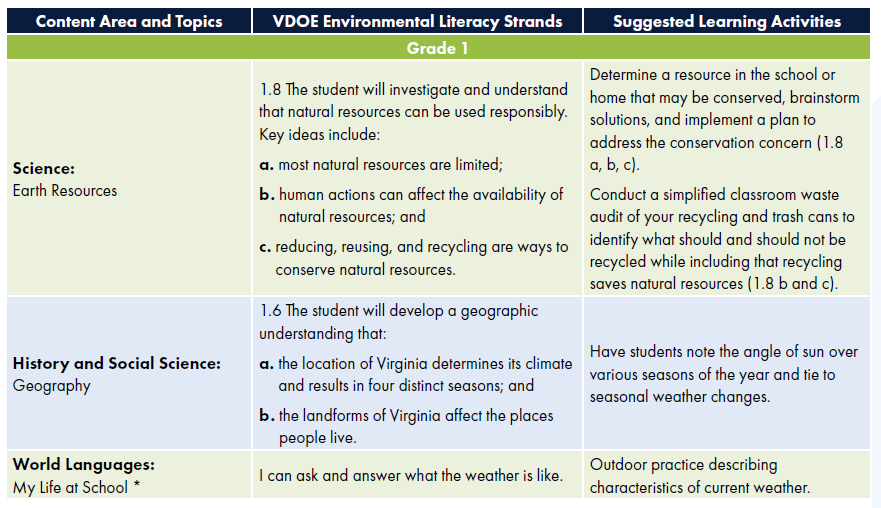 Content Area and Topics
VDOE Environmental Literacy Strands
Suggested Learning Activities
Grade 1
Science:
Earth Resources
1.8 The student will investigate and understand
that natural resources can be used responsibly.
Key ideas include:
a. most natural resources are limited;
b. human actions can affect the availability of
natural resources; and
c. reducing, reusing, and recycling are ways to
conserve natural resources.
Determine a resource in the school or
home that may be conserved, brainstorm
solutions, and implement a plan to
address the conservation concern (1.8
a, b, c).
Conduct a simplified classroom waste
audit of your recycling and trash cans to
identify what should and should not be
recycled while including that recycling
saves natural resources (1.8 b and c).
History and Social Science:
Geography
1.6 The student will develop a geographic
understanding that:
a. the location of Virginia determines its climate
and results in four distinct seasons; and
b. the landforms of Virginia affect the places
people live.
Have students note the angle of sun over
various seasons of the year and tie to
seasonal weather changes.
World Languages:
My Life at School *
I can ask and answer what the weather is like.
Outdoor practice describing
characteristics of current weather.